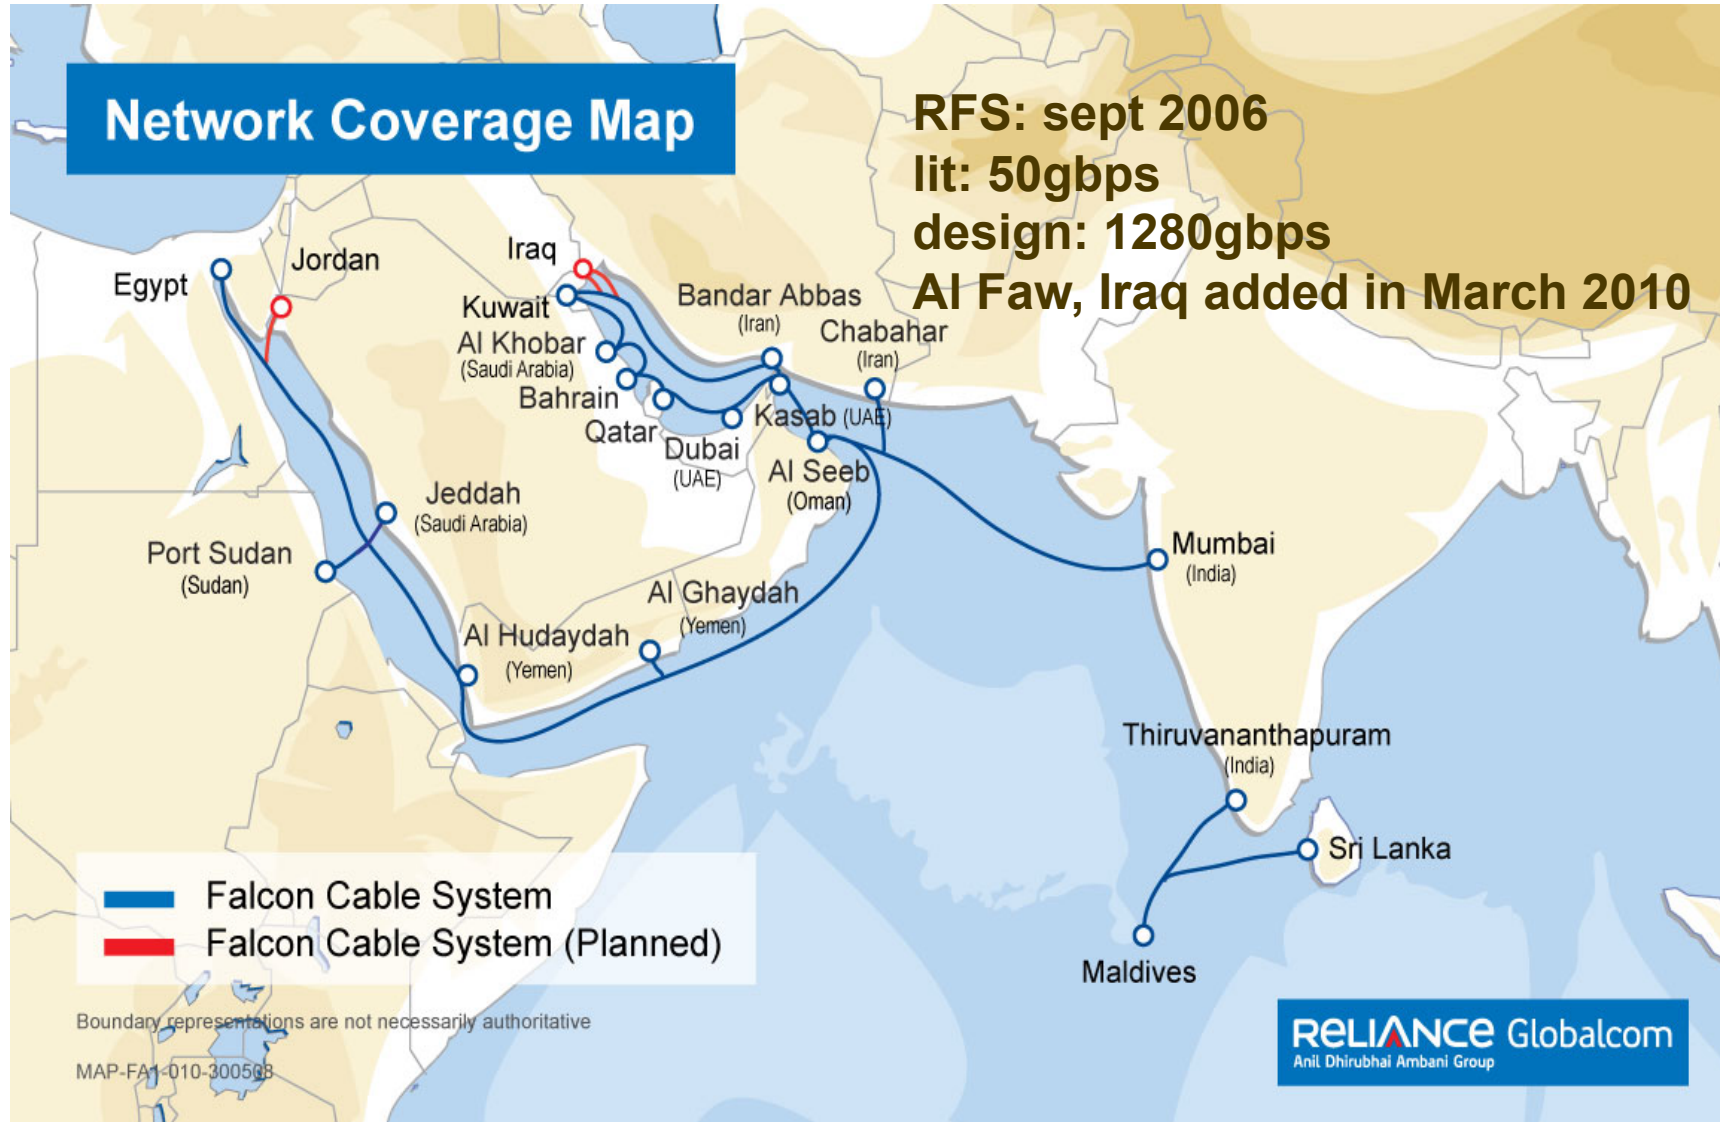 Network Coverage Map
RFS: sept 2006
lit: 50gbps
design: 1280gbps
Al Faw, Iraq added in March 2010
Egypt
Jordan
Iraq
Kuwait
Al Khobar
(Saudi Arabia)
Bahrain
Qatar
Dubai
(UAE)
Bandar Abbas
(Iran)
Chabahar
(Iran)
Kasab (UAE)
Al Seeb
(Oman)
Jeddah
(Saudi Arabia)
Port Sudan
(Sudan)
Al Ghaydah
(Yemen)
Al Hudaydah
(Yemen)
Mumbai
(India)
Thiruvananthapuram
(India)
Sri Lanka
Maldives
Falcon Cable System
Falcon Cable System (Planned)
Boundary representations are not necessarily authoritative
MAP-FA1-010-300508
RELIANCE Globalcom
Anil Dhirubhai Ambani Group